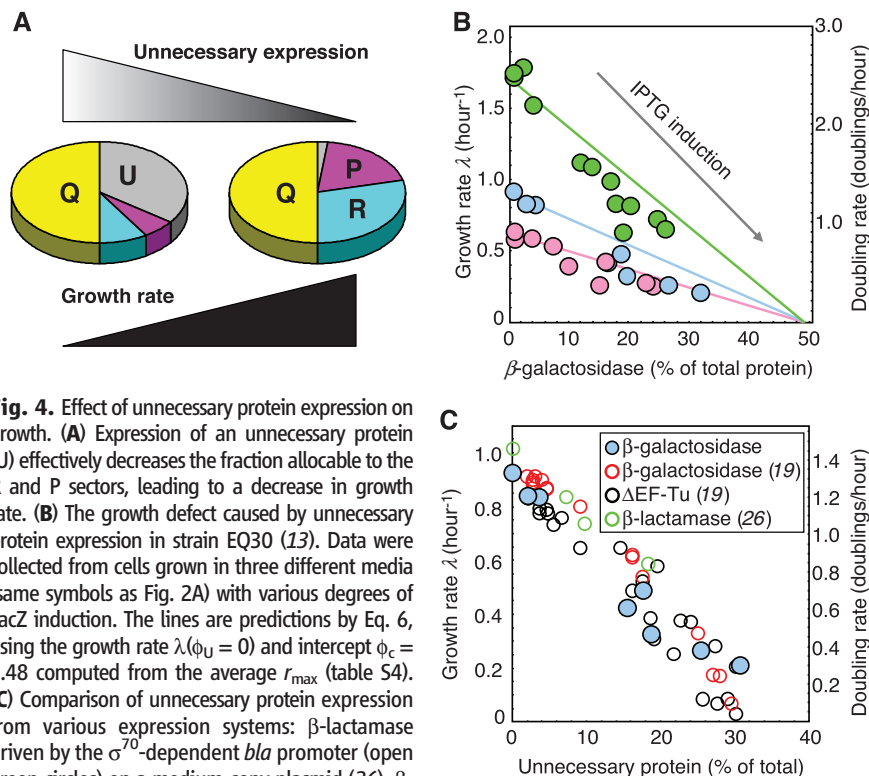 A
Unnecessary expression
Q
U
Q
P
R
Growth rate
B
2.0
1.5
1.0
0.5
0
3.0
2.0
1.0
0 10 20 30 40 50
Growth rate λ (hour-1)
Doubling rate (doublings/hour)
IPTG induction
β-galactosidase (% of total protein)
ig. 4. Effect of unnecessary protein expression on
growth. (A) Expression of an unnecessary protein
U) effectively decreases the fraction allocable to the
and P sectors, leading to a decrease in growth
ate. (B) The growth defect caused by unnecessary
protein expression in strain EQ30 (13). Data were
ollected from cells grown in three different media
same symbols as Fig. 2A) with various degrees of
acZ induction. The lines are predictions by Eq. 6,
sing the growth rate λ(ϕU = 0) and intercept ϕc =
.48 computed from the average rmax (table S4).
C) Comparison of unnecessary protein expression
rom various expression systems: β-lactamase
riven by the σ70-dependent bla promoter (open
C
β-galactosidase
β-galactosidase (19)
ΔEF-Tu (19)
β-lactamase (26)
1.0
0.8
0.6
0.4
0.2
0
1.4
1.2
1.0
0.8
0.6
0.4
0.2
0 10 20 30 40
Growth rate λ (hour-1)
Doubling rate (doublings/hour)
Unnecessary protein (% of total)